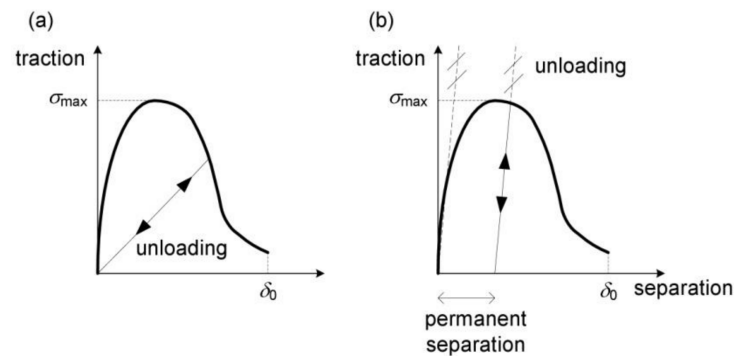 (a)
traction
σmax
unloading
δ0
(b)
traction
unloading
σmax
δ0
separation
permanent
separation